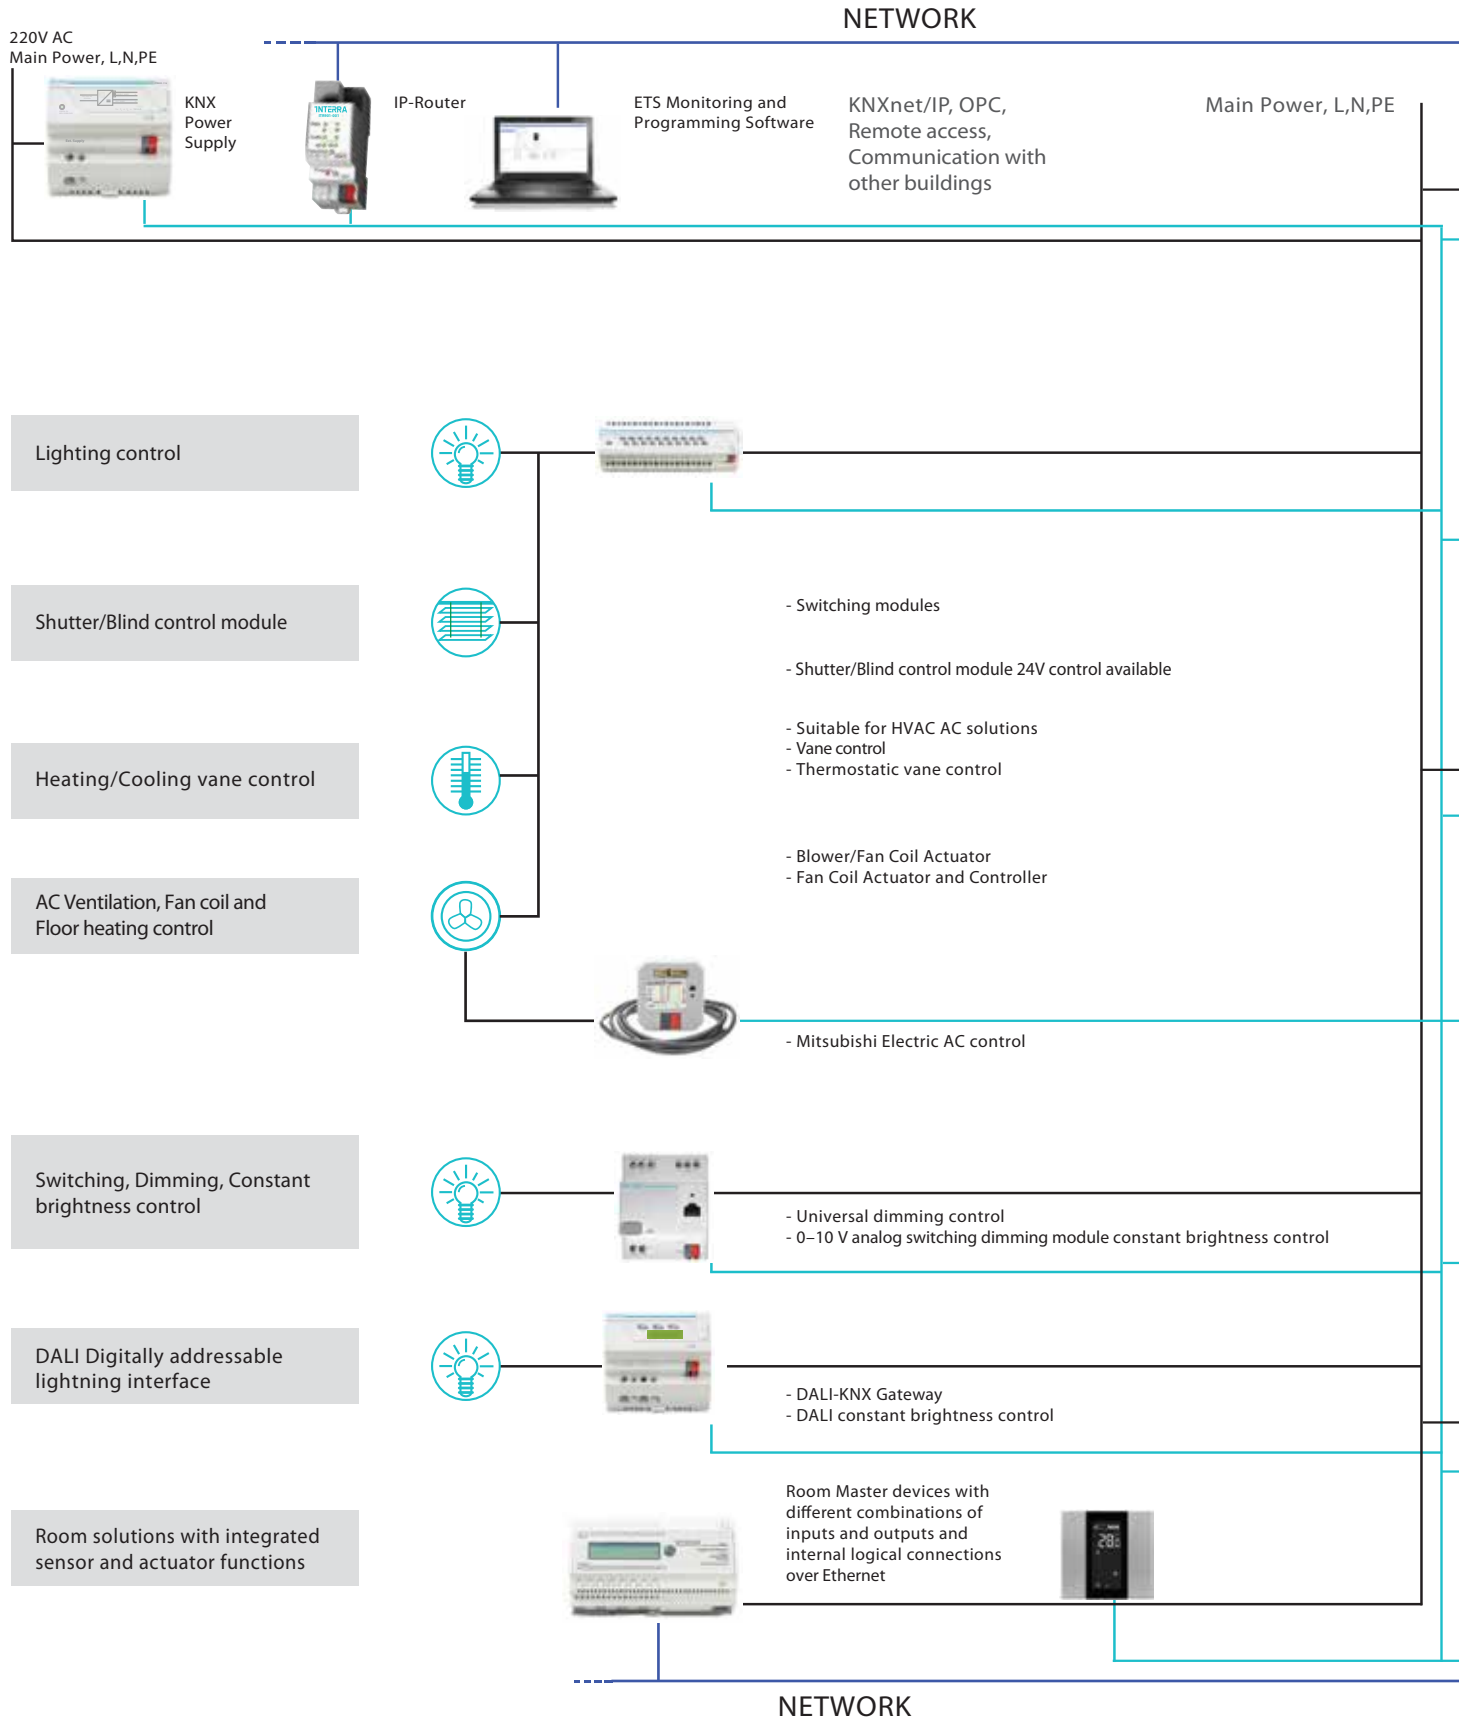 NETWORK
220V AC
Main Power, L,N,PE
KNX
Power
Supply
INTERRA
IP-Router
ETS Monitoring and
Programming Software
KNXnet/IP, OPC,
Remote access,
Communication with
other buildings
Main Power, L,N,PE
Lighting control
Shutter/Blind control module
- Switching modules
- Shutter/Blind control module 24V control available
Heating/Cooling vane control
- Suitable for HVAC AC solutions
- Vane control
- Thermostatic vane control
AC Ventilation, Fan coil and
Floor heating control
- Blower/Fan Coil Actuator
- Fan Coil Actuator and Controller
- Mitsubishi Electric AC control
Switching, Dimming, Constant
brightness control
- Universal dimming control
- 0–10 V analog switching dimming module constant brightness control
DALI Digitally addressable
lightning interface
- DALI-KNX Gateway
- DALI constant brightness control
Room solutions with integrated
sensor and actuator functions
Room Master devices with
different combinations of
inputs and outputs and
internal logical connections
over Ethernet
NETWORK